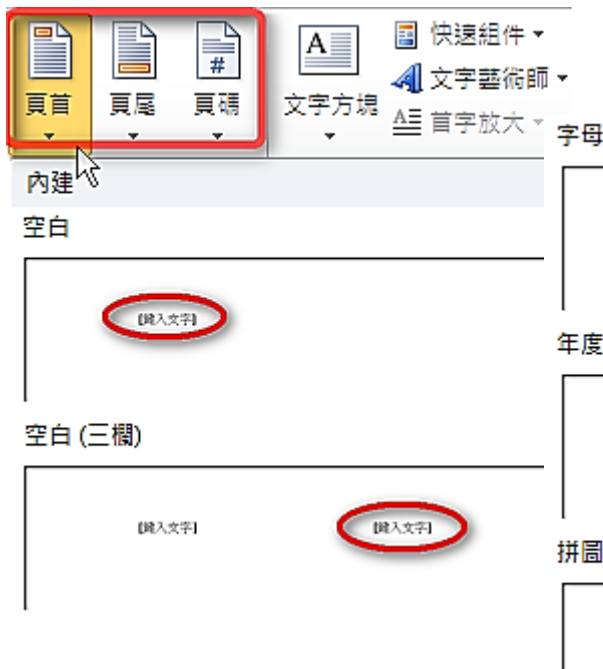 頁首
頁尾
頁碼
#
A
文字方塊
快速組件
A
文字藝術師
A
首字放大
內建
空白
[鍵入文字]
空白 (三欄)
[鍵入文字]
[鍵入文字]
字母
年度
拼圖